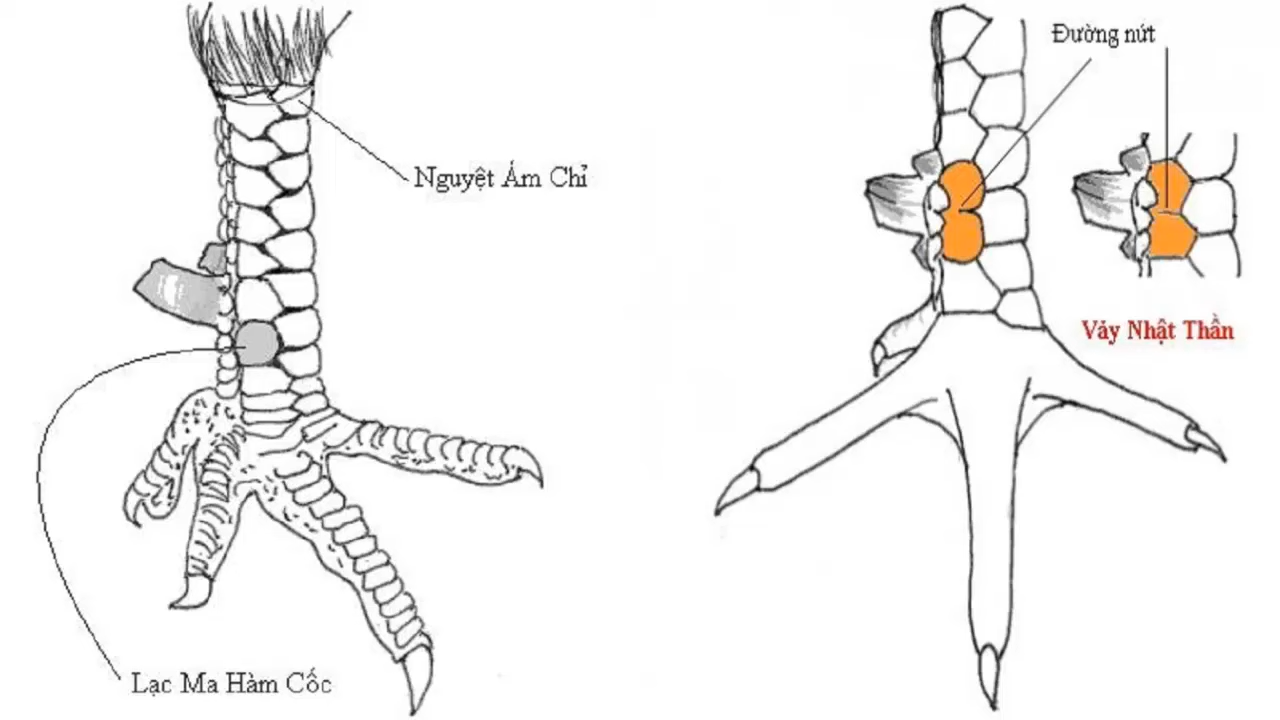 Nguyệt Ám Chỉ
Lạc Ma Hàm Cốc
Đường nứt
Vảy Nhật Thần